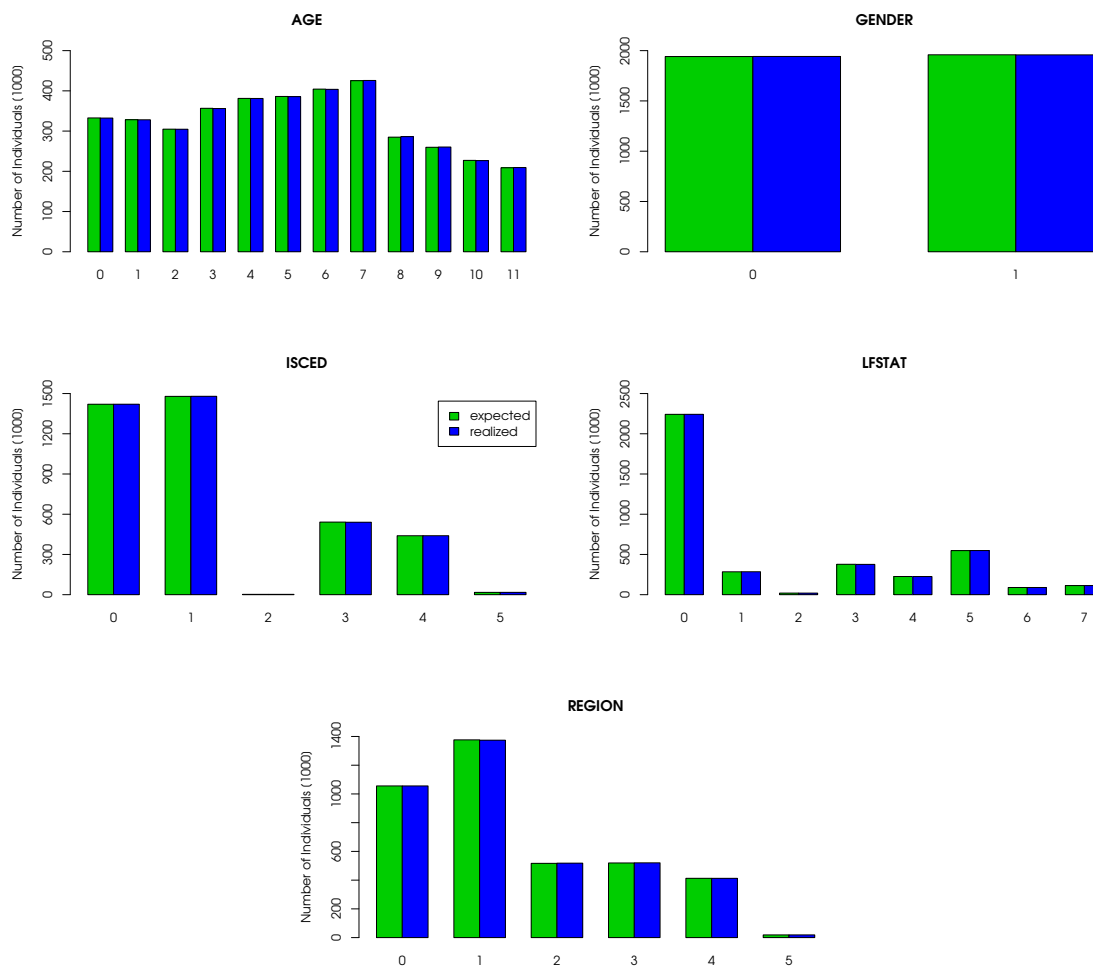 AGE
Number of Individuals (1000)
0 100 200 300 400 500
0 1 2 3 4 5 6 7 8 9 10 11
GENDER
Number of Individuals (1000)
0 500 1000 1500 2000
0 1
ISCED
Number of Individuals (1000)
0 300 600 900 1200 1500
0 1 2 3 4 5
expected
realized
LFSTAT
Number of Individuals (1000)
0 500 1000 1500 2000 2500
0 1 2 3 4 5 6 7
REGION
Number of Individuals (1000)
0 200 600 1000 1400
0 1 2 3 4 5